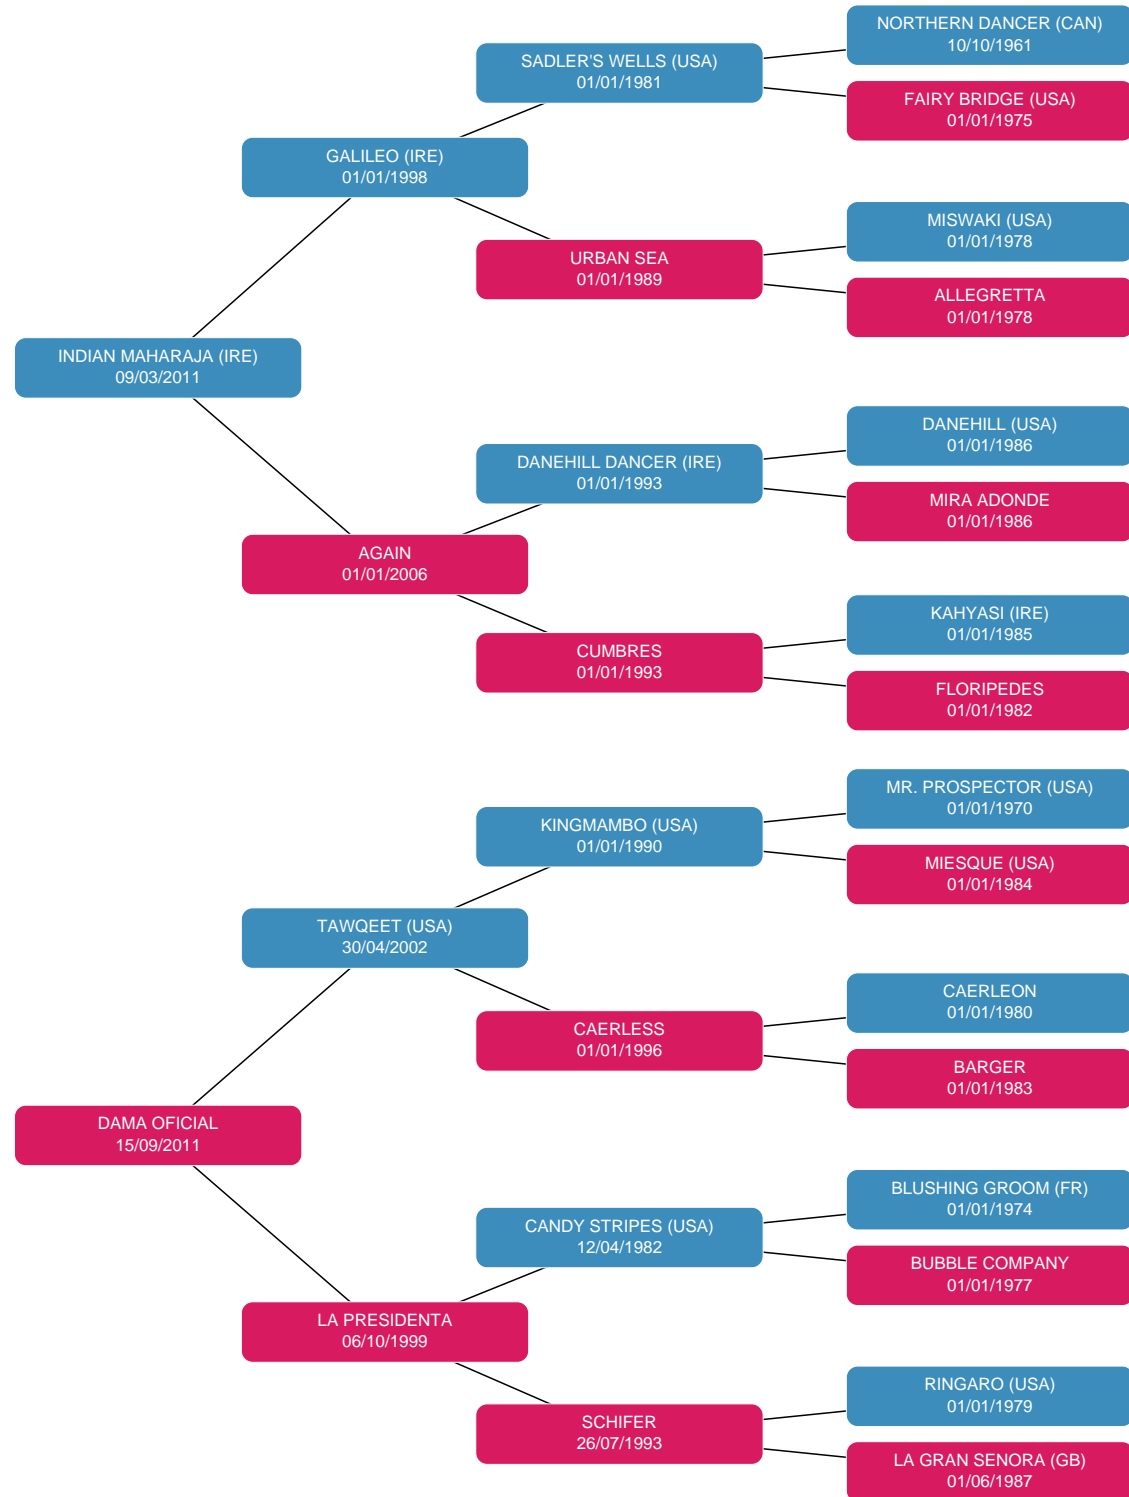 NORTHERN DANCER (CAN)
10/10/1961
SADLER'S WELLS (USA)
01/01/1981
FAIRY BRIDGE (USA)
01/01/1975
GALILEO (IRE)
01/01/1998
MISWAKI (USA)
01/01/1978
URBAN SEA
01/01/1989
ALLEGRETTA
01/01/1978
INDIAN MAHARAJA (IRE)
09/03/2011
DANEHILL (USA)
01/01/1986
DANEHILL DANCER (IRE)
01/01/1993
MIRA ADONDE
01/01/1986
AGAIN
01/01/2006
KAHYASI (IRE)
01/01/1985
CUMBRES
01/01/1993
FLORIPEDES
01/01/1982
MR. PROSPECTOR (USA)
01/01/1970
KINGMAMBO (USA)
01/01/1990
MIESQUE (USA)
01/01/1984
TAWQEET (USA)
30/04/2002
CAERLEON
01/01/1980
CAERLESS
01/01/1996
BARGER
01/01/1983
DAMA OFICIAL
15/09/2011
BLUSHING GROOM (FR)
01/01/1974
CANDY STRIPES (USA)
12/04/1982
BUBBLE COMPANY
01/01/1977
LA PRESIDENTA
06/10/1999
RINGARO (USA)
01/01/1979
SCHIFER
26/07/1993
LA GRAN SENORA (GB)
01/06/1987